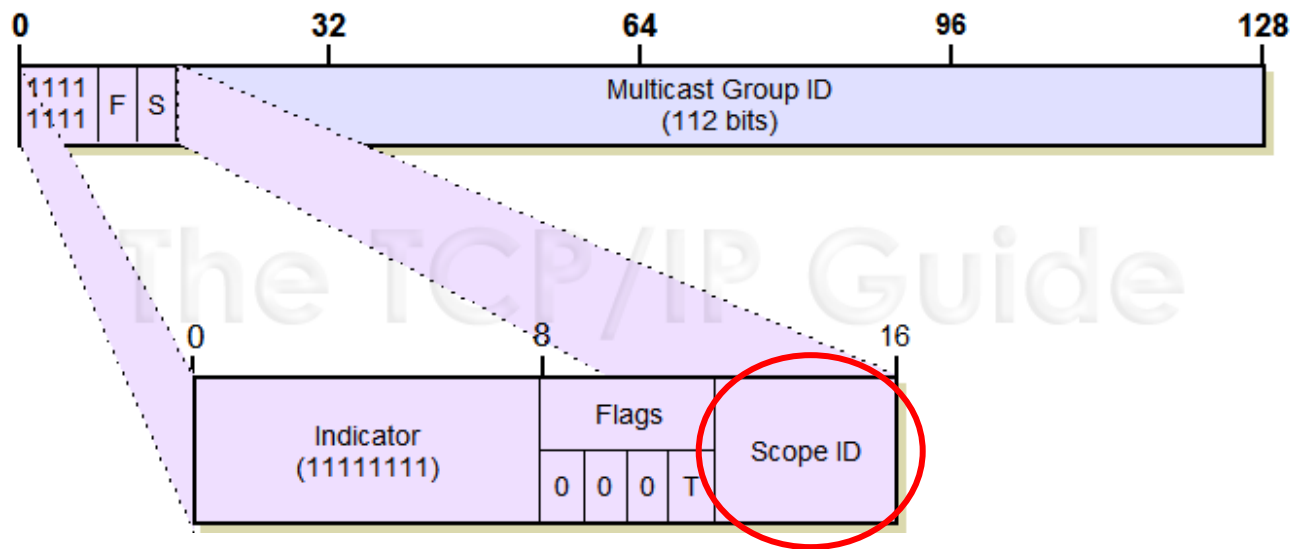 0 32 64 96 128
1111
1111
F S
Multicast Group ID
(112 bits)
The TCP/IP Guide
0 8 16
Indicator
(11111111)
Flags
0 0 0 T
Scope ID